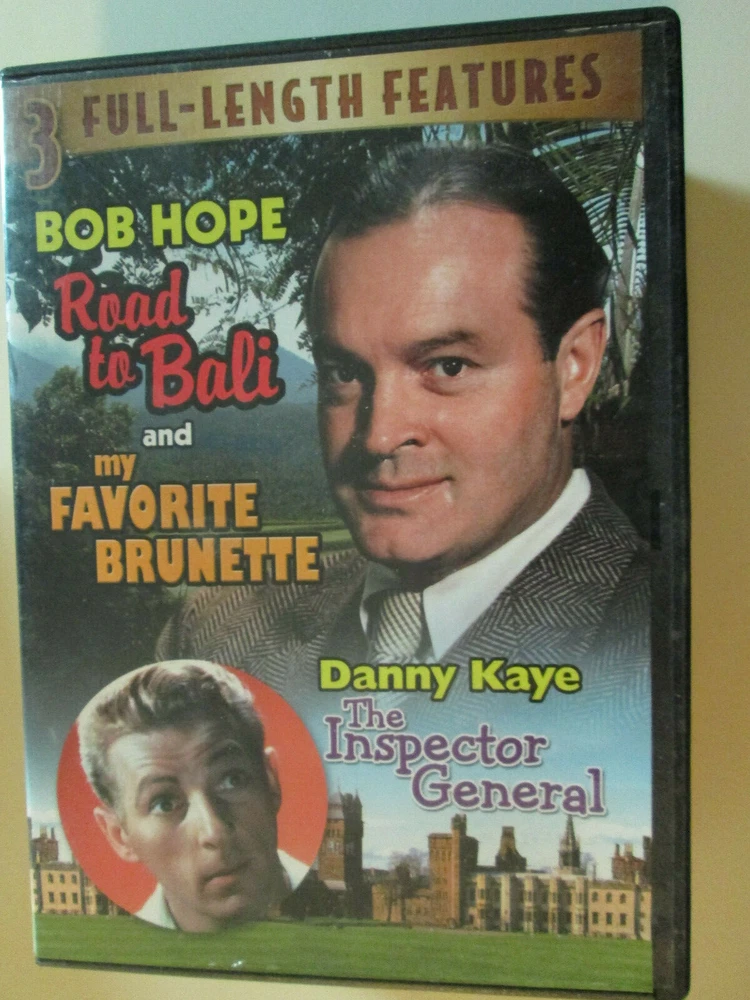 3 FULL-LENGTH FEATURES
BOB HOPE
Road
to Bali
and
my
FAVORITE
BRUNETTE
Danny Kaye
The
Inspector
General